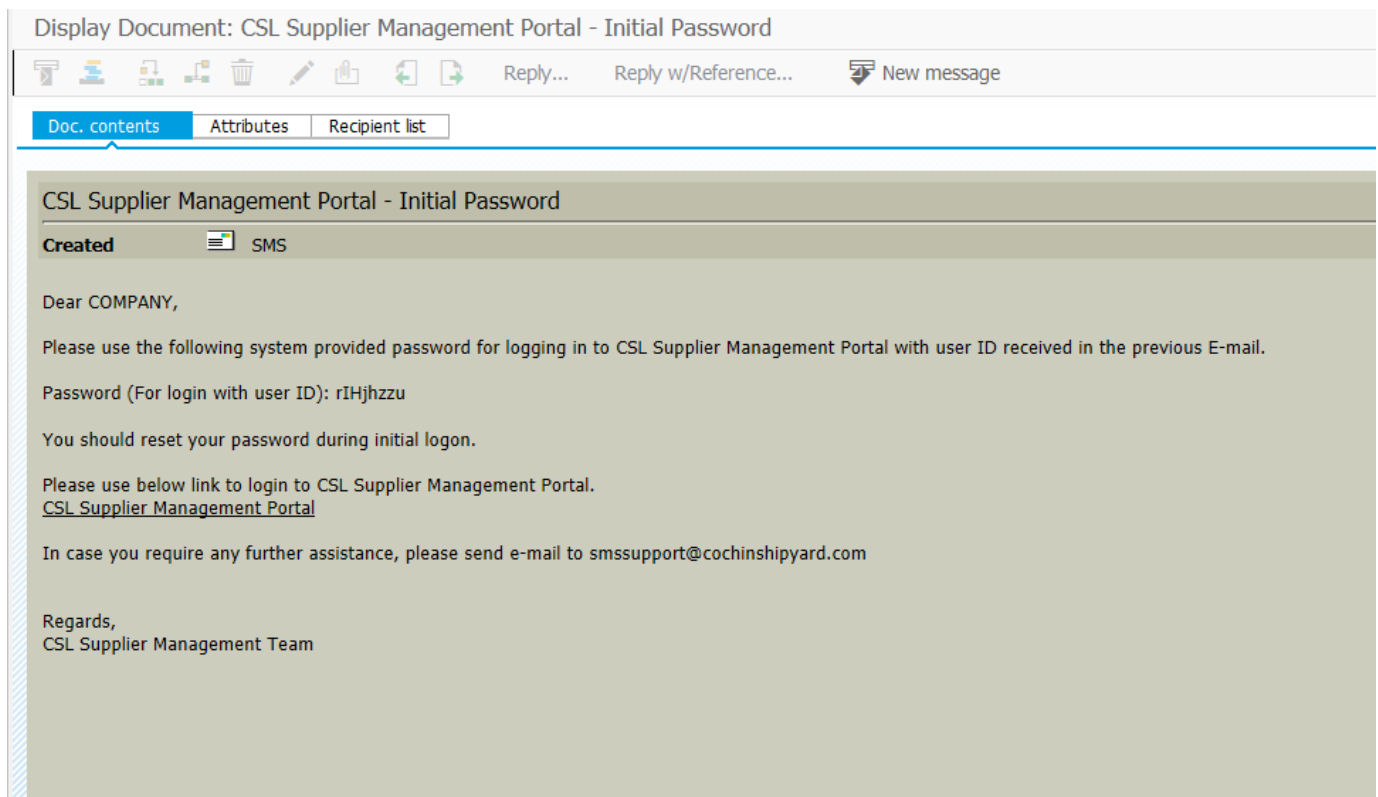 Display Document: CSL Supplier Management Portal - Initial Password
Reply... Reply w/Reference... New message
Doc. contents Attributes Recipient list
CSL Supplier Management Portal - Initial Password
Created SMS
Dear COMPANY,
Please use the following system provided password for logging in to CSL Supplier Management Portal with user ID received in the previous E-mail.
Password (For login with user ID): rIHjhzzu
You should reset your password during initial logon.
Please use below link to login to CSL Supplier Management Portal.
CSL Supplier Management Portal
In case you require any further assistance, please send e-mail to smssupport@cochinshipyard.com
Regards,
CSL Supplier Management Team